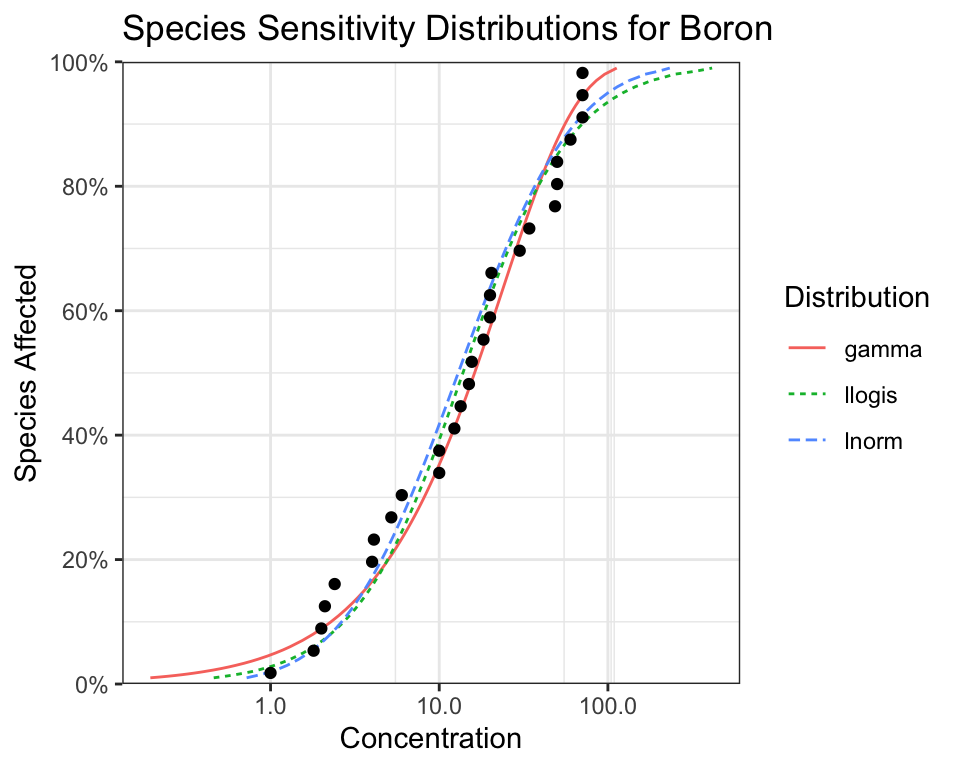 Species Sensitivity Distributions for Boron
100%
80%
60%
40%
20%
0%
Species Affected
1.0 10.0 100.0
Concentration
Distribution
gamma
llogis
lnorm